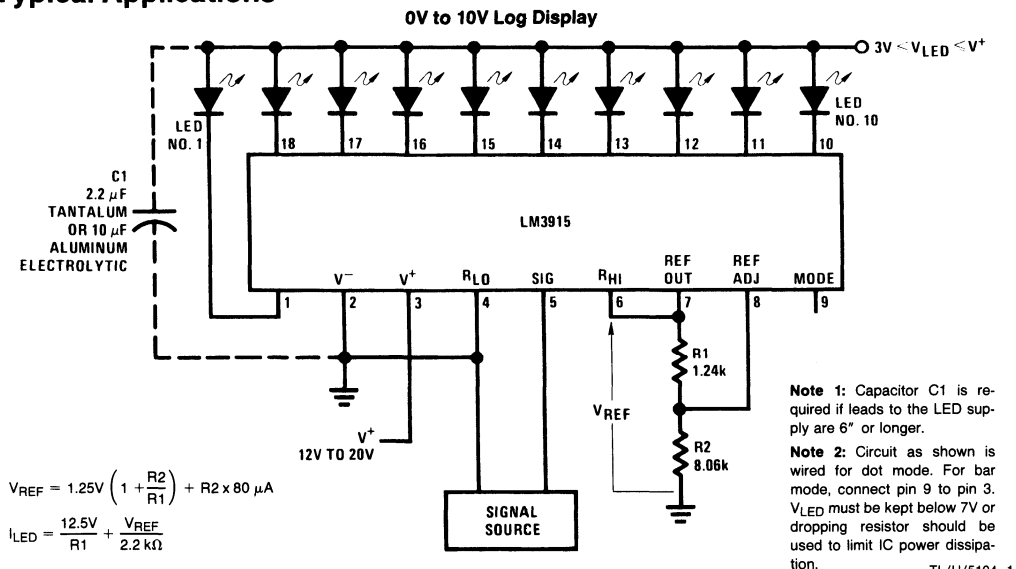 0V to 10V Log Display
3V < VLED < V+
LED
NO. 1
LED
NO. 10
18
17
16
15
14
13
12
11
10
C1
2.2 μF
TANTALUM
OR 10 μF
ALUMINUM
ELECTROLYTIC
LM3915
V−
V+
RLO
SIG
RHI
REF
OUT
REF
ADJ
MODE
1
2
3
4
5
6
7
8
9
R1
1.24k
VREF
R2
8.06k
V+
12V TO 20V
SIGNAL
SOURCE
VREF = 1.25V (1 + R2/R1) + R2 x 80 μA
ILED = 12.5V/R1 + VREF/2.2 kΩ
Note 1: Capacitor C1 is re-
quired if leads to the LED sup-
ply are 6″ or longer.
Note 2: Circuit as shown is
wired for dot mode. For bar
mode, connect pin 9 to pin 3.
VLED must be kept below 7V or
dropping resistor should be
used to limit IC power dissipa-
tion.